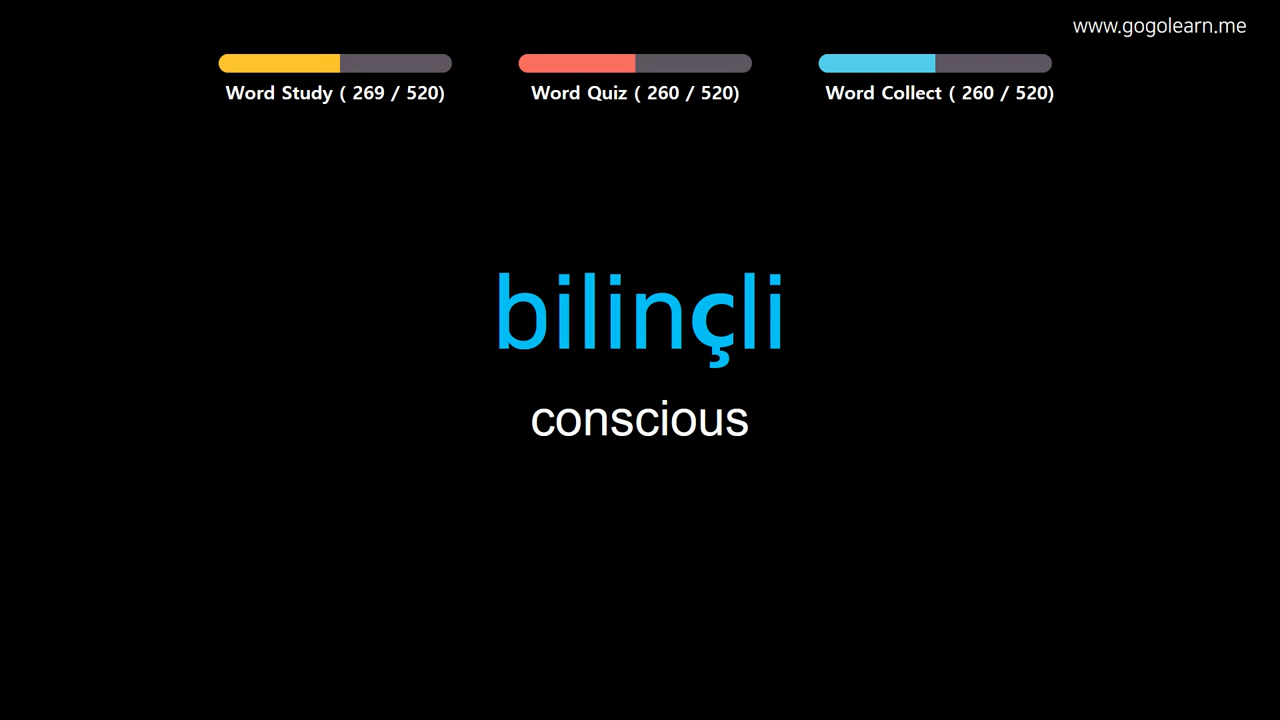 www.gogolearn.me
Word Study ( 269 / 520)
Word Quiz ( 260 / 520)
Word Collect ( 260 / 520)
bilinçli
conscious